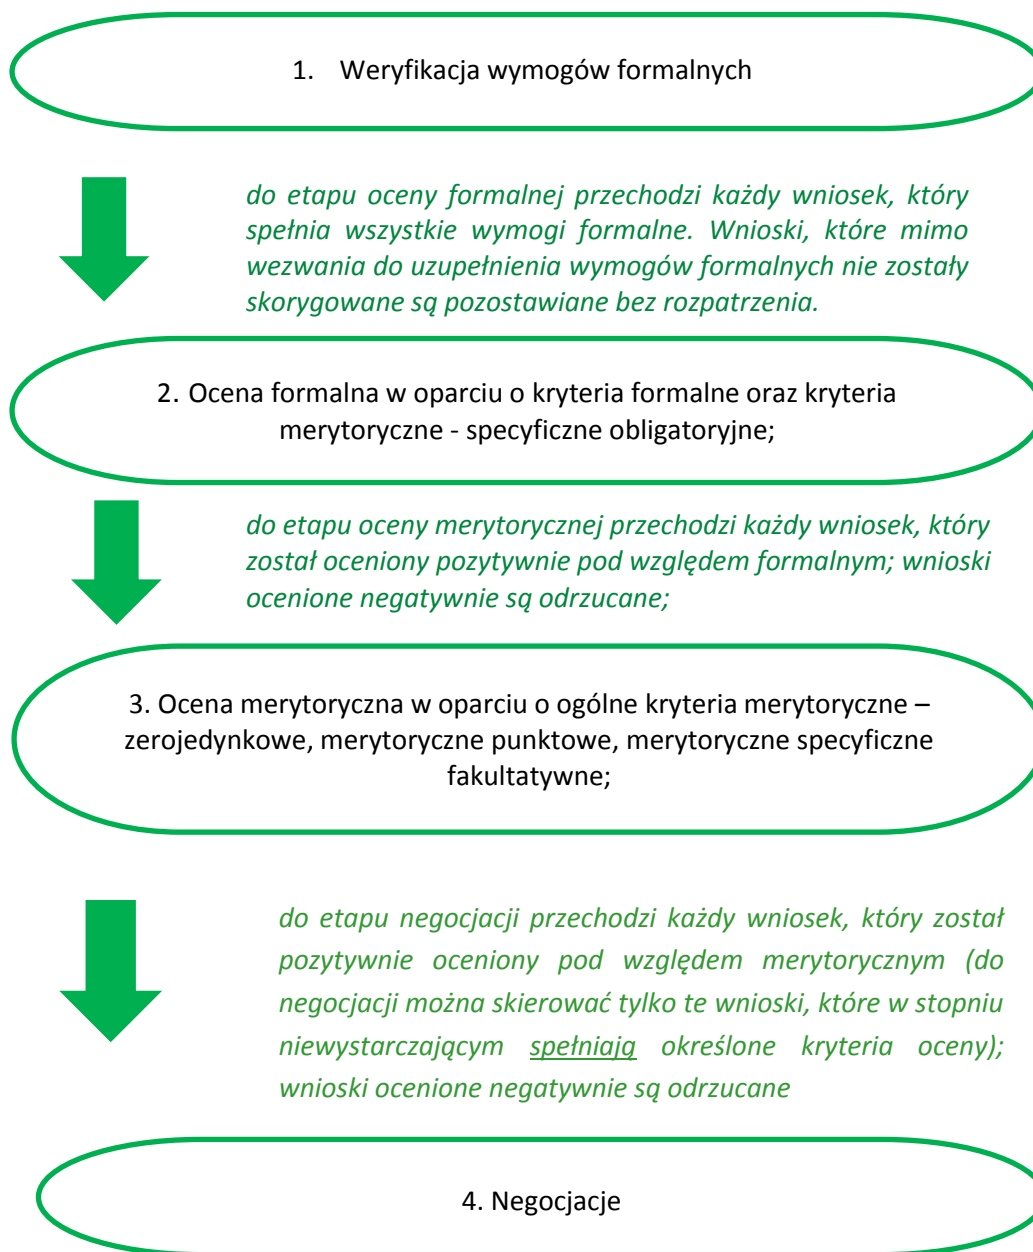 1. Weryfikacja wymogów formalnych
do etapu oceny formalnej przechodzi każdy wniosek, który
spełnia wszystkie wymogi formalne. Wnioski, które mimo
wezwania do uzupełnienia wymogów formalnych nie zostały
skorygowane są pozostawiane bez rozpatrzenia.
2. Ocena formalna w oparciu o kryteria formalne oraz kryteria
merytoryczne - specyficzne obligatoryjne;
do etapu oceny merytorycznej przechodzi każdy wniosek, który
został oceniony pozytywnie pod względem formalnym; wnioski
ocenione negatywnie są odrzucane;
3. Ocena merytoryczna w oparciu o ogólne kryteria merytoryczne –
zerojedynkowe, merytoryczne punktowe, merytoryczne specyficzne
fakultatywne;
do etapu negocjacji przechodzi każdy wniosek, który został
pozytywnie oceniony pod względem merytorycznym (do
negocjacji można skierować tylko te wnioski, które w stopniu
niewystarczającym spełniają określone kryteria oceny);
wnioski ocenione negatywnie są odrzucane
4. Negocjacje